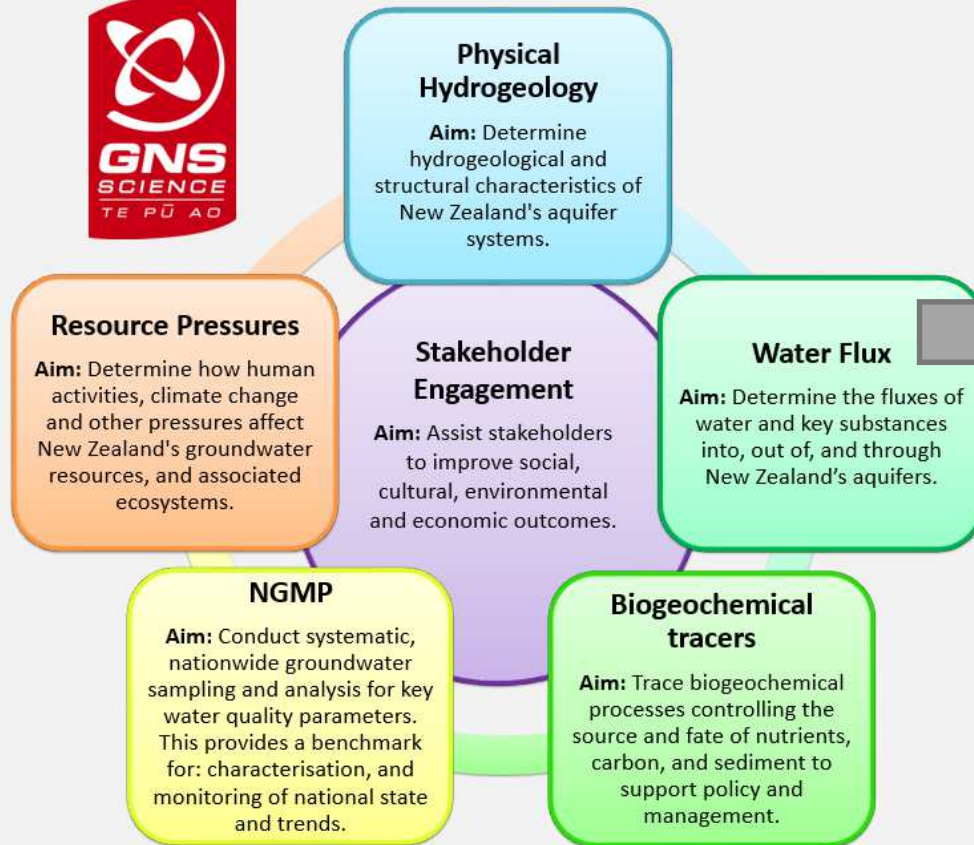 GNS
SCIENCE
TE PŪ AO
Physical
Hydrogeology
Aim: Determine
hydrogeological and
structural characteristics of
New Zealand's aquifer
systems.
Resource Pressures
Aim: Determine how human
activities, climate change
and other pressures affect
New Zealand's groundwater
resources, and associated
ecosystems.
Stakeholder
Engagement
Aim: Assist stakeholders
to improve social,
cultural, environmental
and economic outcomes.
Water Flux
Aim: Determine the fluxes of
water and key substances
into, out of, and through
New Zealand’s aquifers.
NGMP
Aim: Conduct systematic,
nationwide groundwater
sampling and analysis for key
water quality parameters.
This provides a benchmark
for: characterisation, and
monitoring of national state
and trends.
Biogeochemical
tracers
Aim: Trace biogeochemical
processes controlling the
source and fate of nutrients,
carbon, and sediment to
support policy and
management.